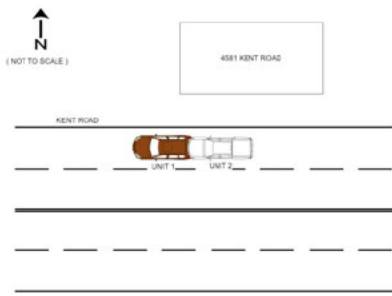 N
( NOT TO SCALE )
4581 KENT ROAD
KENT ROAD
UNIT 1
UNIT 2